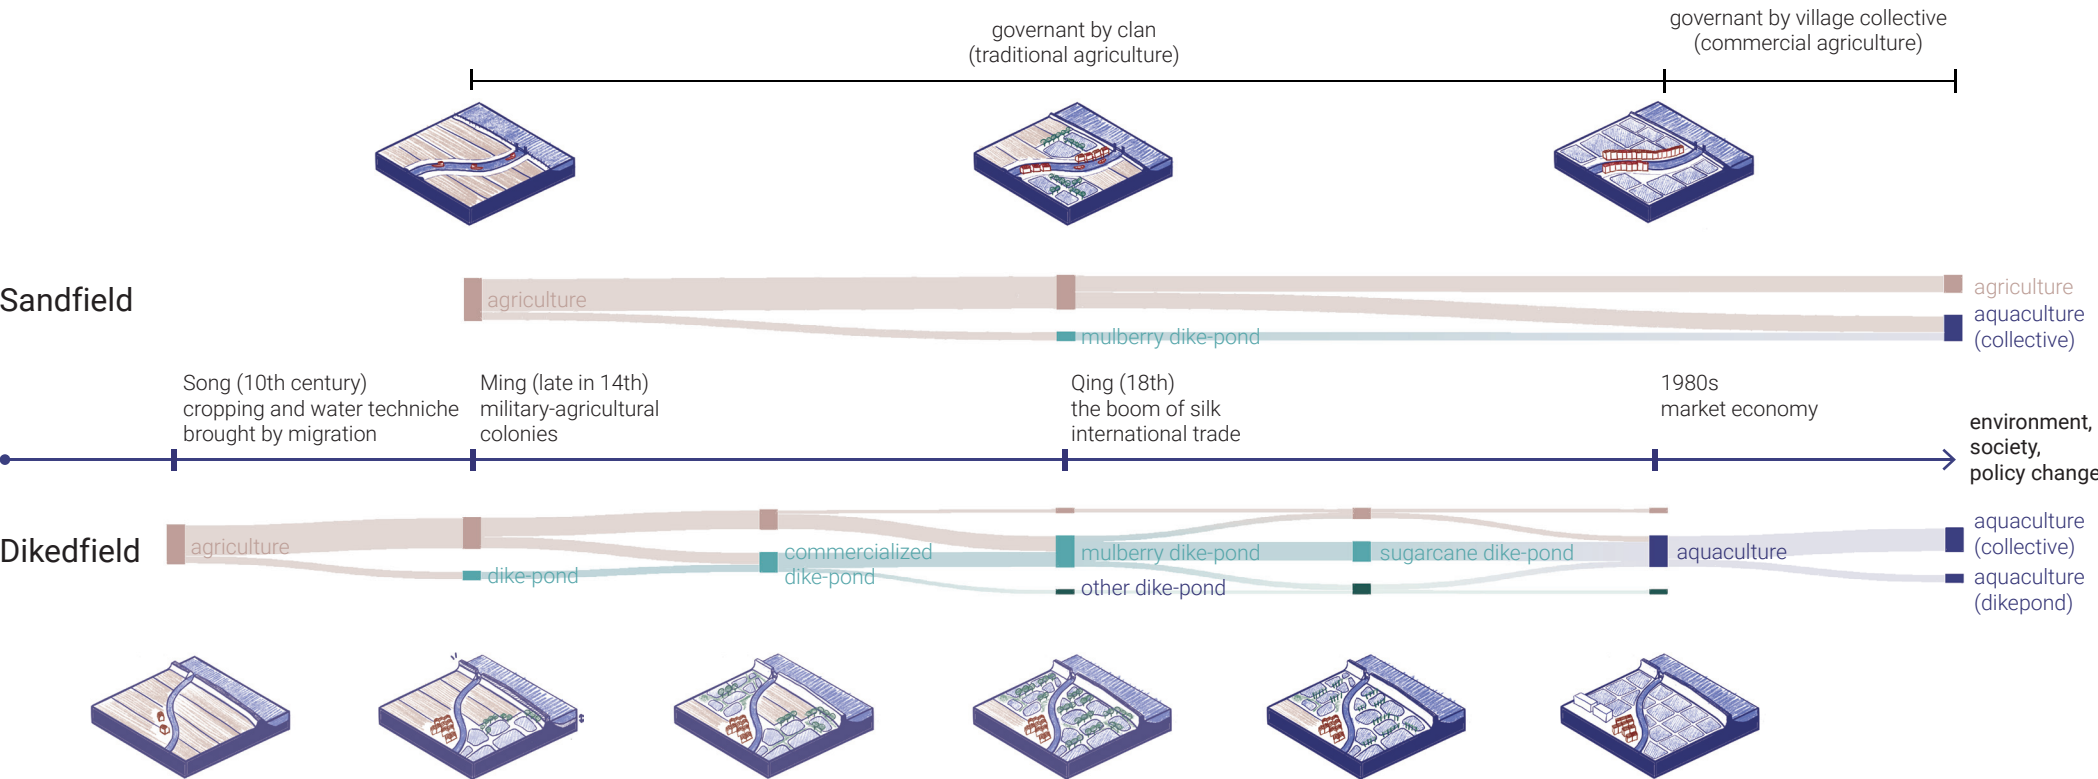 governant by clan
(traditional agriculture)
governant by village collective
(commercial agriculture)
Sandfield
agriculture
mulberry dike-pond
agriculture
aquaculture
(collective)
Song (10th century)
cropping and water techniche
brought by migration
Ming (late in 14th)
military-agricultural
colonies
Qing (18th)
the boom of silk
international trade
1980s
market economy
environment,
society,
policy change
Dikedfield
agriculture
dike-pond
commercialized
dike-pond
mulberry dike-pond
other dike-pond
sugarcane dike-pond
aquaculture
aquaculture
(collective)
aquaculture
(dikepond)